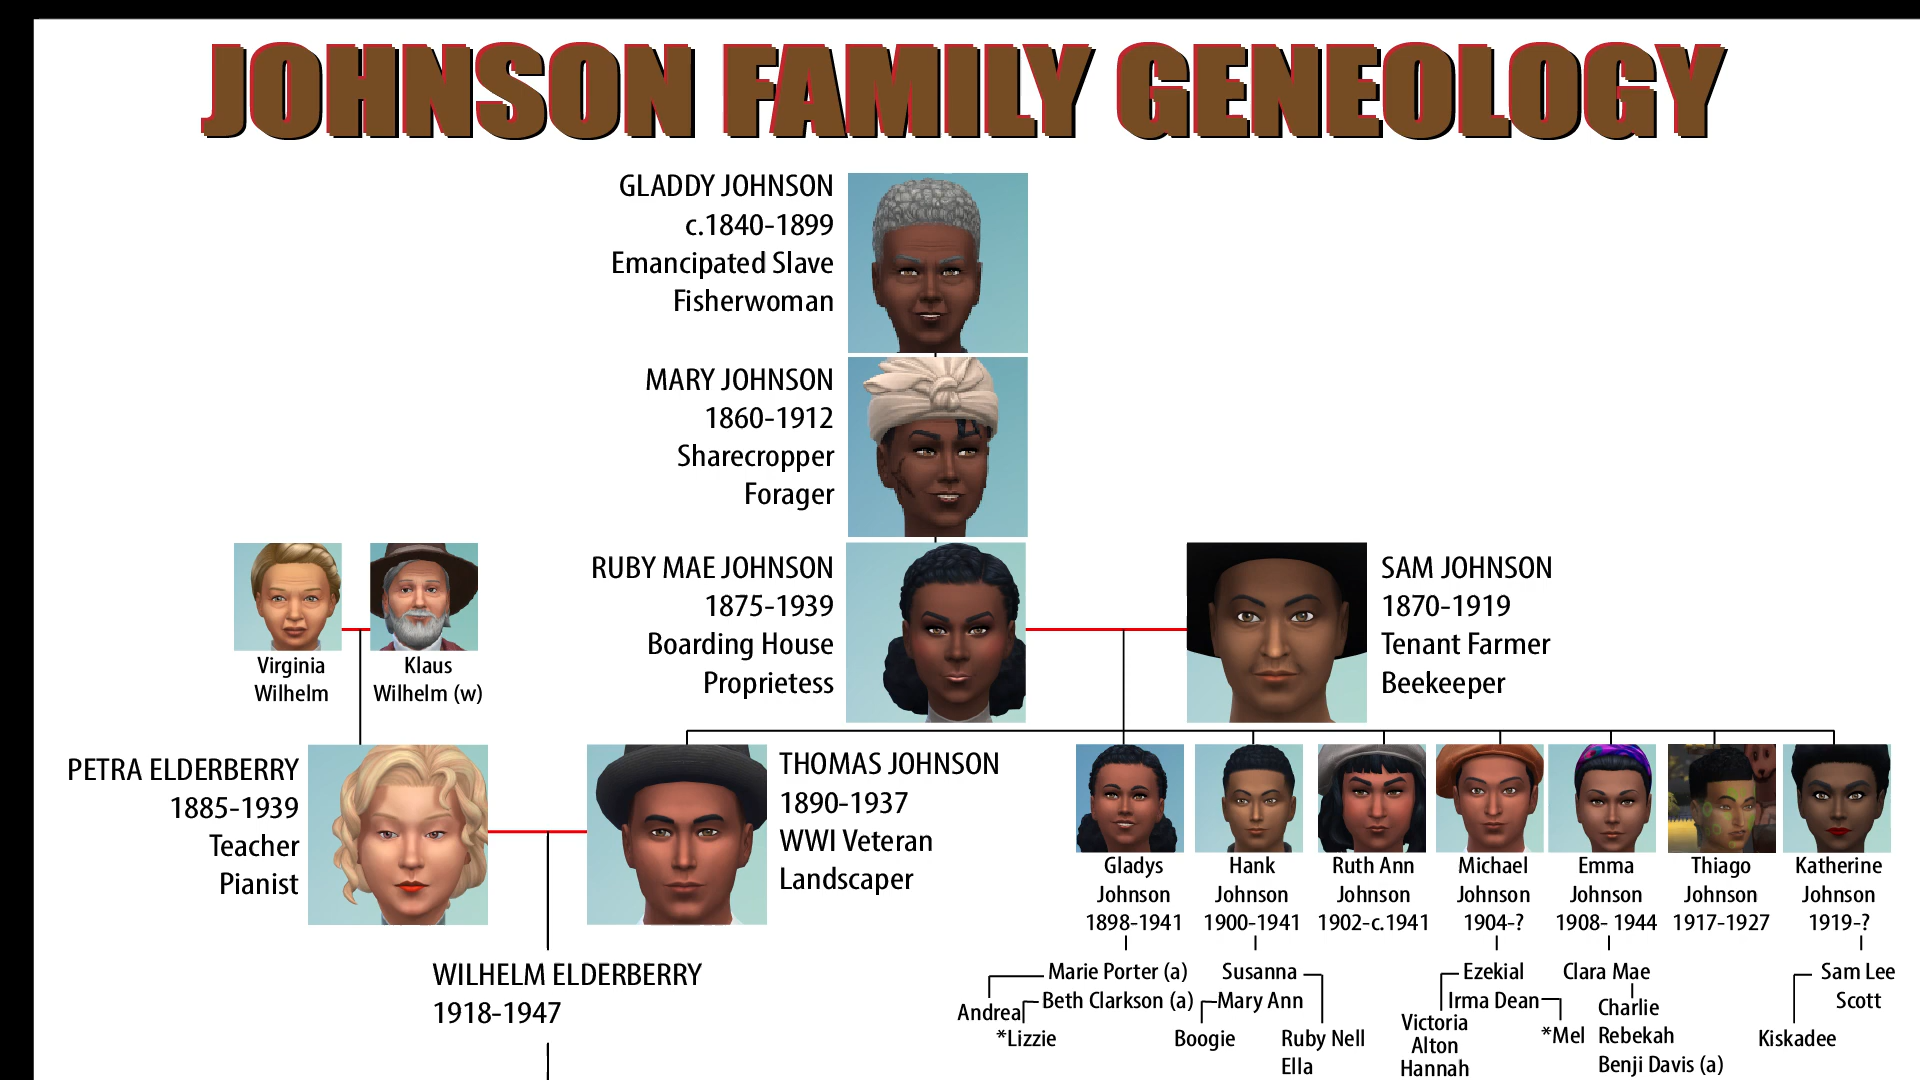 JOHNSON FAMILY GENEOLOGY
GLADDY JOHNSON
c.1840-1899
Emancipated Slave
Fisherwoman
MARY JOHNSON
1860-1912
Sharecropper
Forager
RUBY MAE JOHNSON
1875-1939
Boarding House
Proprietess
SAM JOHNSON
1870-1919
Tenant Farmer
Beekeeper
Virginia
Wilhelm
Klaus
Wilhelm (w)
PETRA ELDERBERRY
1885-1939
Teacher
Pianist
THOMAS JOHNSON
1890-1937
WWI Veteran
Landscaper
Gladys
Johnson
1898-1941
Hank
Johnson
1900-1941
Ruth Ann
Johnson
1902-c.1941
Michael
Johnson
1904-?
Emma
Johnson
1908- 1944
Thiago
Johnson
1917-1927
Katherine
Johnson
1919-?
WILHELM ELDERBERRY
1918-1947
Marie Porter (a)
Beth Clarkson (a)
Andrea
*Lizzie
Susanna
Mary Ann
Boogie
Ruby Nell
Ella
Ezekial
Irma Dean
Victoria
Alton
Hannah
*Mel
Clara Mae
Charlie
Rebekah
Benji Davis (a)
Sam Lee
Scott
Kiskadee